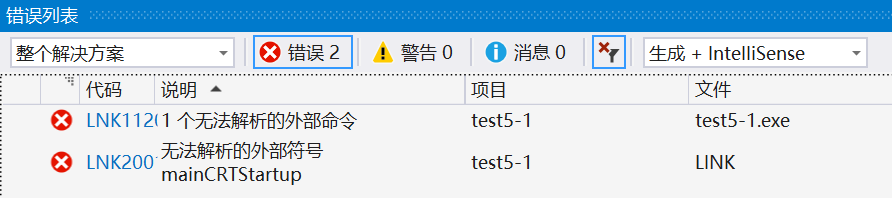 错误列表
整个解决方案 错误 2 警告 0 消息 0 生成 + IntelliSense
代码 说明 项目 文件
LNK1120 1 个无法解析的外部命令 test5-1 test5-1.exe
LNK200 无法解析的外部符号 mainCRTStartup test5-1 LINK